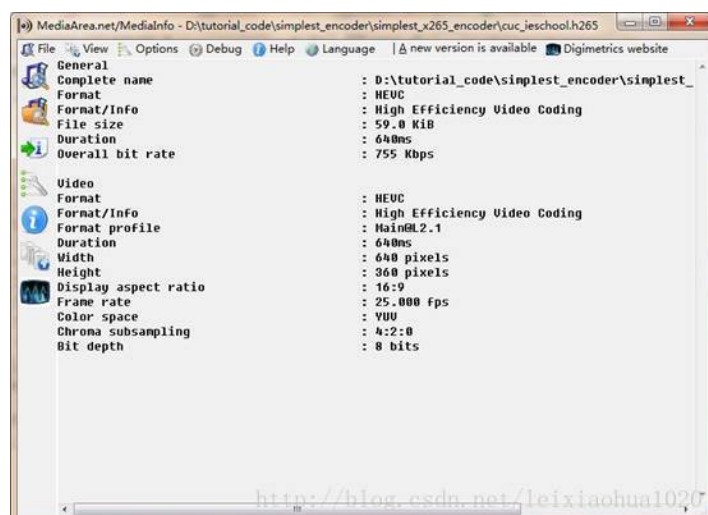 MediaArea.net/MediaInfo - D:\tutorial_code\simplest_encoder\simplest_x265_encoder\cuc_ieschool.h265
File View Options Debug Help Language | A new version is available Digimetrics website
General
Complete name : D:\tutorial_code\simplest_encoder\simplest_
Format : HEVC
Format/Info : High Efficiency Video Coding
File size : 59.0 KiB
Duration : 640ms
Overall bit rate : 755 Kbps
Video
Format : HEVC
Format/Info : High Efficiency Video Coding
Format profile : Main@L2.1
Duration : 640ms
Width : 640 pixels
Height : 360 pixels
Display aspect ratio : 16:9
Frame rate : 25.000 fps
Color space : YUV
Chroma subsampling : 4:2:0
Bit depth : 8 bits
http://blog.csdn.net/leixiaohua1020